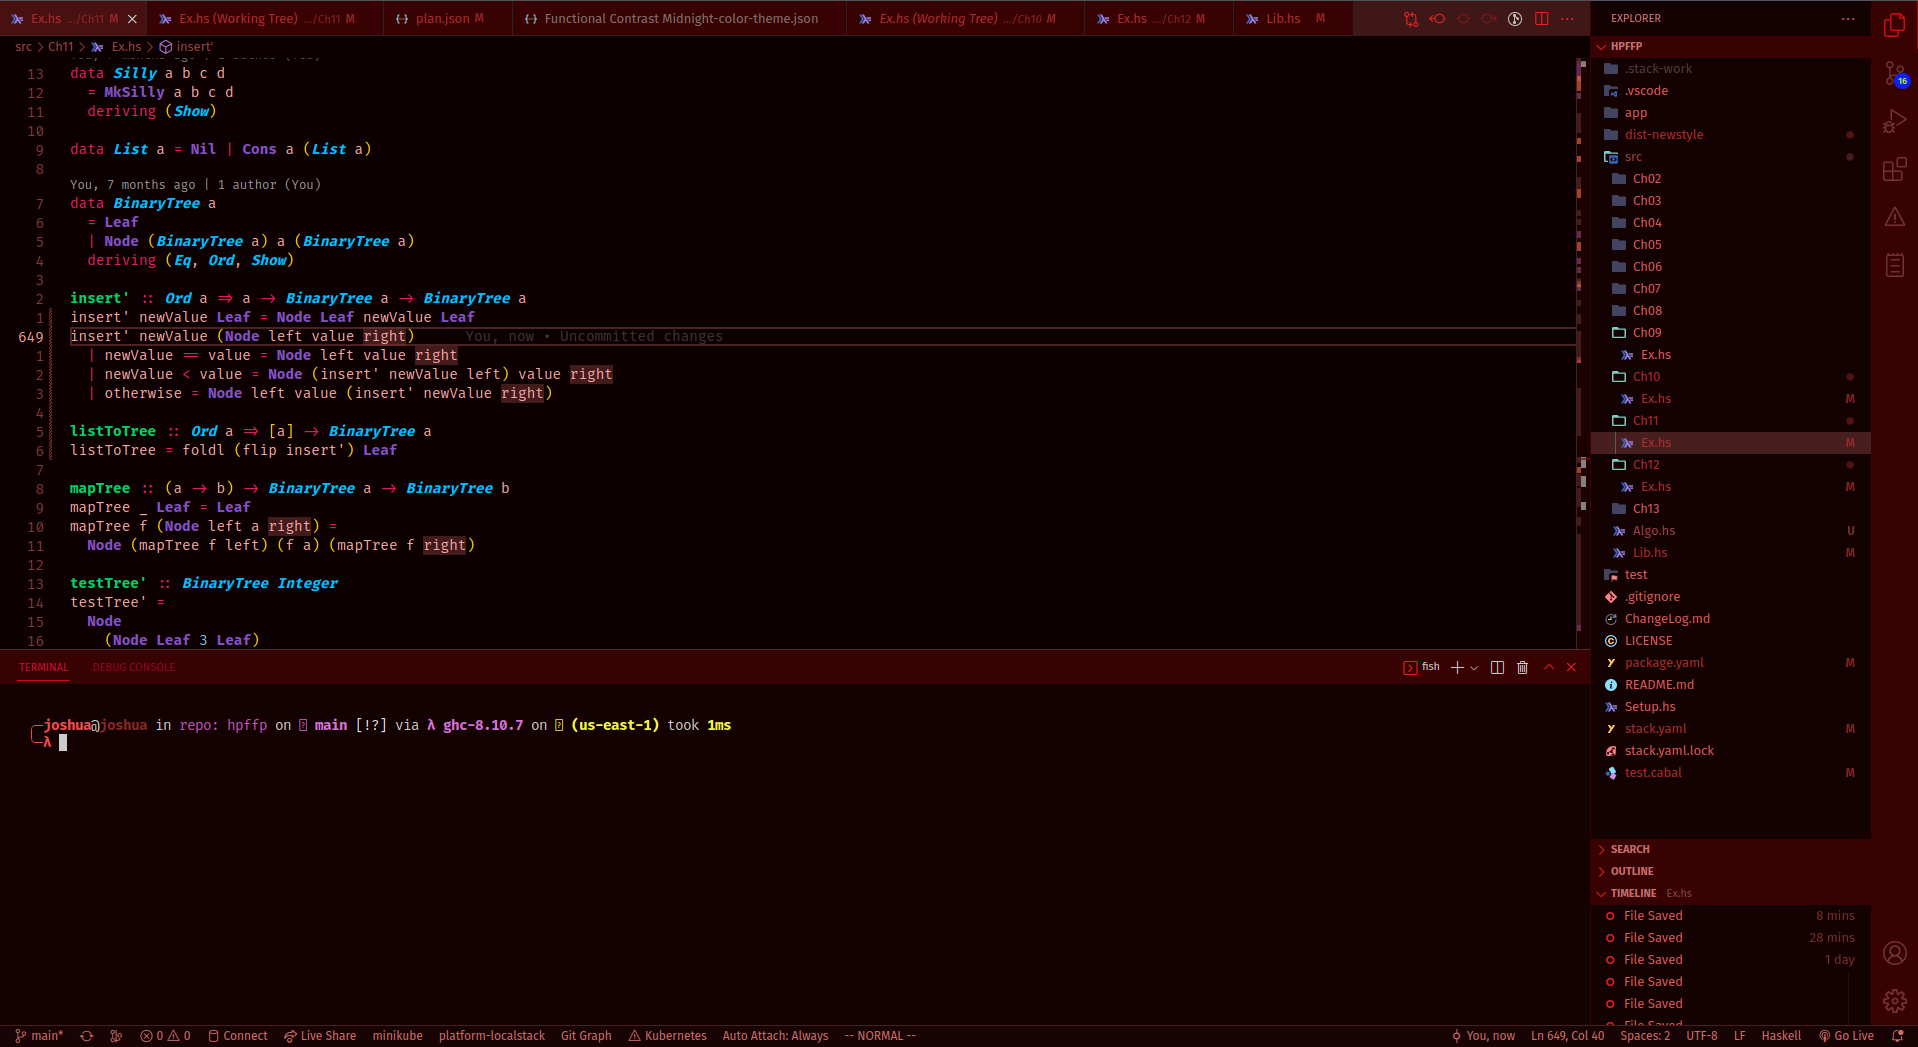 Ex.hs .../Ch11 M
Ex.hs (Working Tree) .../Ch11 M
plan.json M
Functional Contrast Midnight-color-theme.json
Ex.hs (Working Tree) .../Ch10 M
Ex.hs .../Ch12 M
Lib.hs M
src > Ch11 > Ex.hs > insert'
13 data Silly a b c d
12 = MkSilly a b c d
11 deriving (Show)
10
9 data List a = Nil | Cons a (List a)
8
You, 7 months ago | 1 author (You)
7 data BinaryTree a
6 = Leaf
5 | Node (BinaryTree a) a (BinaryTree a)
4 deriving (Eq, Ord, Show)
3
2 insert' :: Ord a => a -> BinaryTree a -> BinaryTree a
1 insert' newValue Leaf = Node Leaf newValue Leaf
649 insert' newValue (Node left value right) You, now • Uncommitted changes
1 | newValue == value = Node left value right
2 | newValue < value = Node (insert' newValue left) value right
3 | otherwise = Node left value (insert' newValue right)
4
5 listToTree :: Ord a => [a] -> BinaryTree a
6 listToTree = foldl (flip insert') Leaf
7
8 mapTree :: (a -> b) -> BinaryTree a -> BinaryTree b
9 mapTree _ Leaf = Leaf
10 mapTree f (Node left a right) =
11 Node (mapTree f left) (f a) (mapTree f right)
12
13 testTree' :: BinaryTree Integer
14 testTree' =
15 Node
16 (Node Leaf 3 Leaf)
TERMINAL DEBUG CONSOLE
fish
joshua@joshua in repo: hpffp on main [!?] via λ ghc-8.10.7 on (us-east-1) took 1ms
λ
EXPLORER
HPFFP
.stack-work
.vscode
app
dist-newstyle
src
Ch02
Ch03
Ch04
Ch05
Ch06
Ch07
Ch08
Ch09
Ex.hs
Ch10
Ex.hs M
Ch11
Ex.hs M
Ch12
Ex.hs M
Ch13
Algo.hs U
Lib.hs M
test
.gitignore
ChangeLog.md
LICENSE
package.yaml M
README.md
Setup.hs
stack.yaml M
stack.yaml.lock
test.cabal M
SEARCH
OUTLINE
TIMELINE Ex.hs
File Saved 8 mins
File Saved 28 mins
File Saved 1 day
File Saved
File Saved
16
main* 0 0 Connect Live Share minikube platform-localstack Git Graph Kubernetes Auto Attach: Always -- NORMAL --
You, now Ln 649, Col 40 Spaces: 2 UTF-8 LF Haskell Go Live